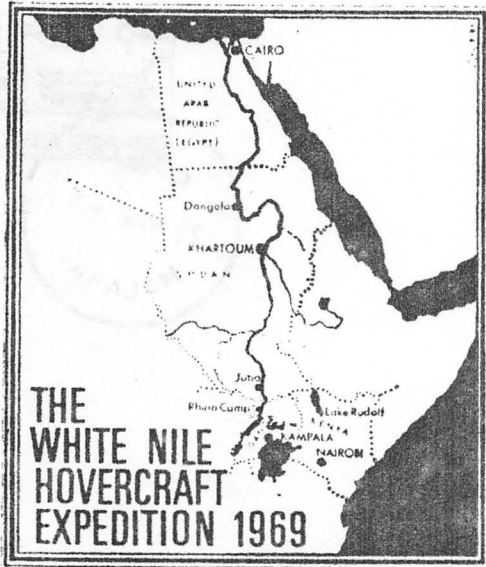 CAIRO
UNITED
ARAB
REPUBLIC
(EGYPT)
Dongola
KHARTOUM
SUDAN
Juba
Rhino Camp
Lake Rudolf
KENYA
KAMPALA
NAIROBI
THE
WHITE NILE
HOVERCRAFT
EXPEDITION 1969